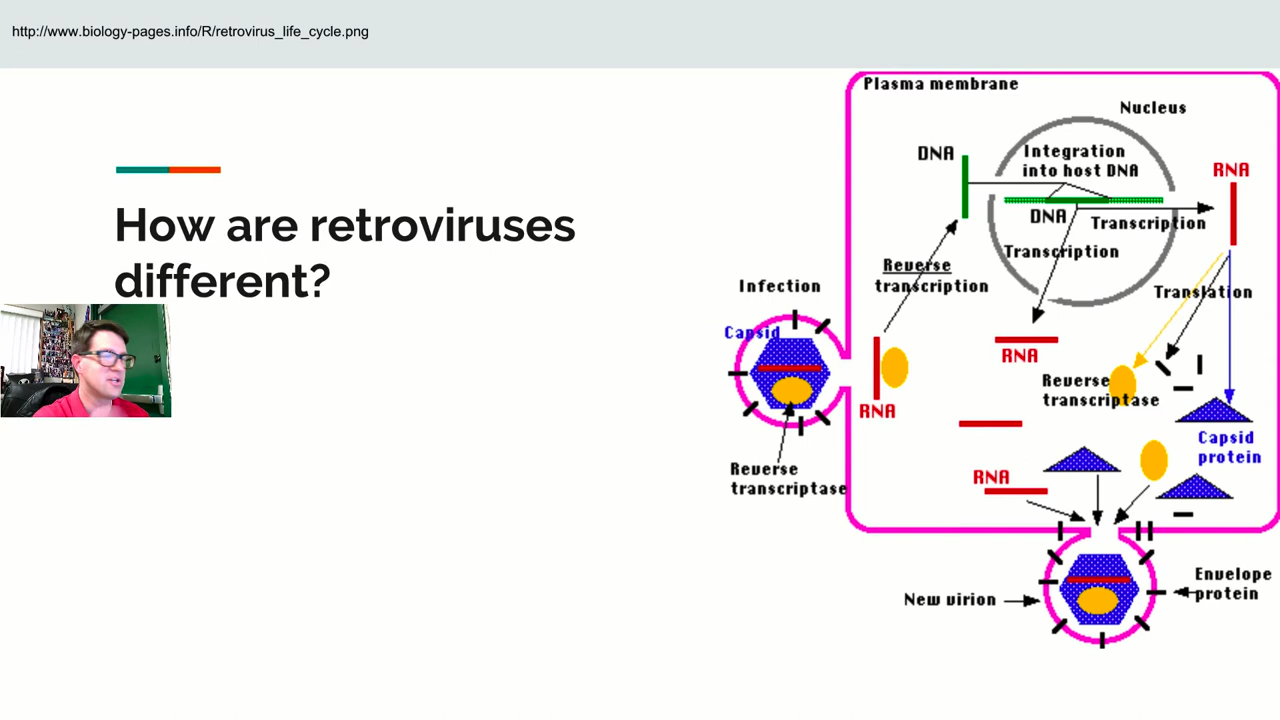 http://www.biology-pages.info/R/retrovirus_life_cycle.png
How are retroviruses
different?
Plasma membrane
Nucleus
DNA
Integration
into host DNA
RNA
DNA
Transcription
Transcription
Reverse
transcription
Infection
Translation
Capsid
RNA
RNA
Reverse
transcriptase
Capsid
protein
Reverse
transcriptase
RNA
Envelope
protein
New virion